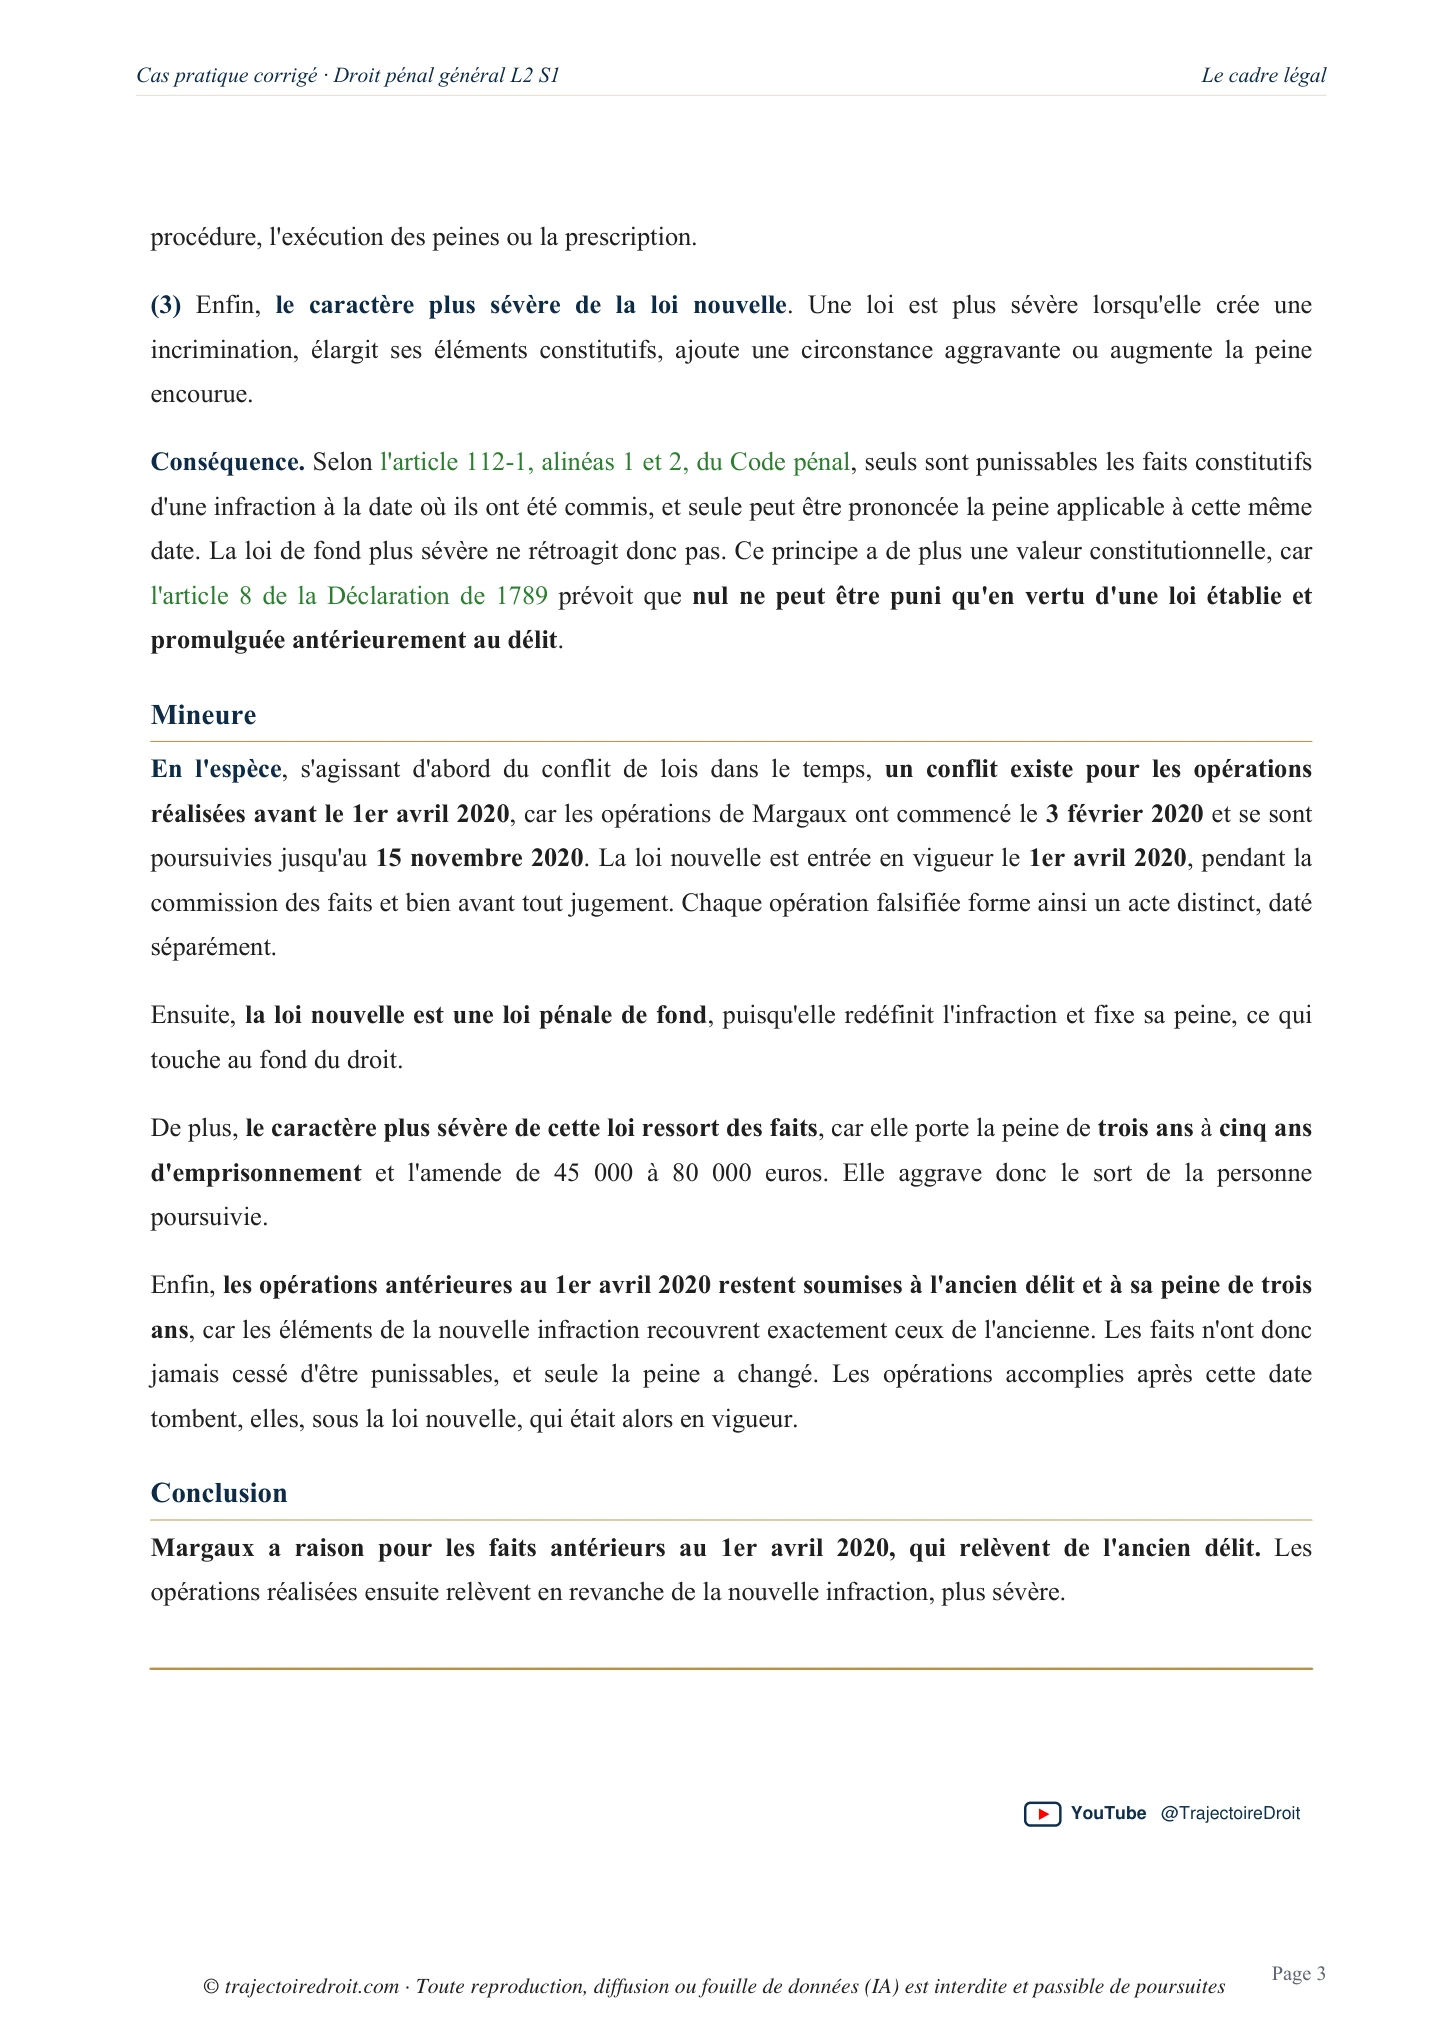 Cas pratique corrigé · Droit pénal général L2 S1
Le cadre légal
procédure, l'exécution des peines ou la prescription.
(3) Enfin, le caractère plus sévère de la loi nouvelle. Une loi est plus sévère lorsqu'elle crée une
incrimination, élargit ses éléments constitutifs, ajoute une circonstance aggravante ou augmente la peine
encourue.
Conséquence. Selon l'article 112-1, alinéas 1 et 2, du Code pénal, seuls sont punissables les faits constitutifs
d'une infraction à la date où ils ont été commis, et seule peut être prononcée la peine applicable à cette même
date. La loi de fond plus sévère ne rétroagit donc pas. Ce principe a de plus une valeur constitutionnelle, car
l'article 8 de la Déclaration de 1789 prévoit que nul ne peut être puni qu'en vertu d'une loi établie et
promulguée antérieurement au délit.
Mineure
En l'espèce, s'agissant d'abord du conflit de lois dans le temps, un conflit existe pour les opérations
réalisées avant le 1er avril 2020, car les opérations de Margaux ont commencé le 3 février 2020 et se sont
poursuivies jusqu'au 15 novembre 2020. La loi nouvelle est entrée en vigueur le 1er avril 2020, pendant la
commission des faits et bien avant tout jugement. Chaque opération falsifiée forme ainsi un acte distinct, daté
séparément.
Ensuite, la loi nouvelle est une loi pénale de fond, puisqu'elle redéfinit l'infraction et fixe sa peine, ce qui
touche au fond du droit.
De plus, le caractère plus sévère de cette loi ressort des faits, car elle porte la peine de trois ans à cinq ans
d'emprisonnement et l'amende de 45 000 à 80 000 euros. Elle aggrave donc le sort de la personne
poursuivie.
Enfin, les opérations antérieures au 1er avril 2020 restent soumises à l'ancien délit et à sa peine de trois
ans, car les éléments de la nouvelle infraction recouvrent exactement ceux de l'ancienne. Les faits n'ont donc
jamais cessé d'être punissables, et seule la peine a changé. Les opérations accomplies après cette date
tombent, elles, sous la loi nouvelle, qui était alors en vigueur.
Conclusion
Margaux a raison pour les faits antérieurs au 1er avril 2020, qui relèvent de l'ancien délit. Les
opérations réalisées ensuite relèvent en revanche de la nouvelle infraction, plus sévère.
YouTube @TrajectoireDroit
© trajectoiredroit.com · Toute reproduction, diffusion ou fouille de données (IA) est interdite et passible de poursuites
Page 3